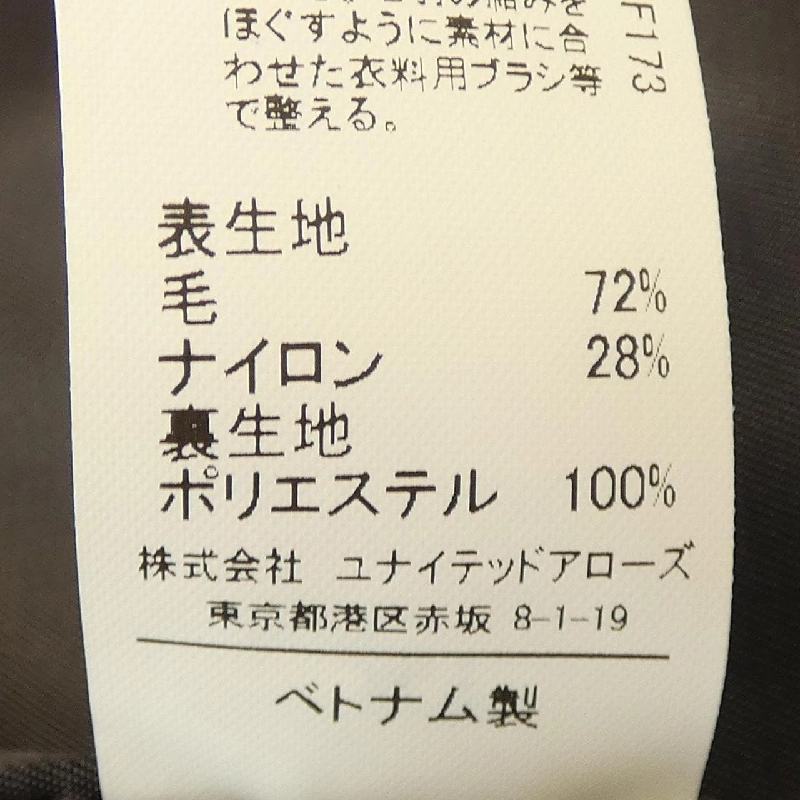 ほぐすように素材に合
わせた衣料用ブラシ等
で整える。
F173
表生地
毛 72%
ナイロン 28%
裏生地
ポリエステル 100%
株式会社 ユナイテッドアローズ
東京都港区赤坂 8-1-19
ベトナム製